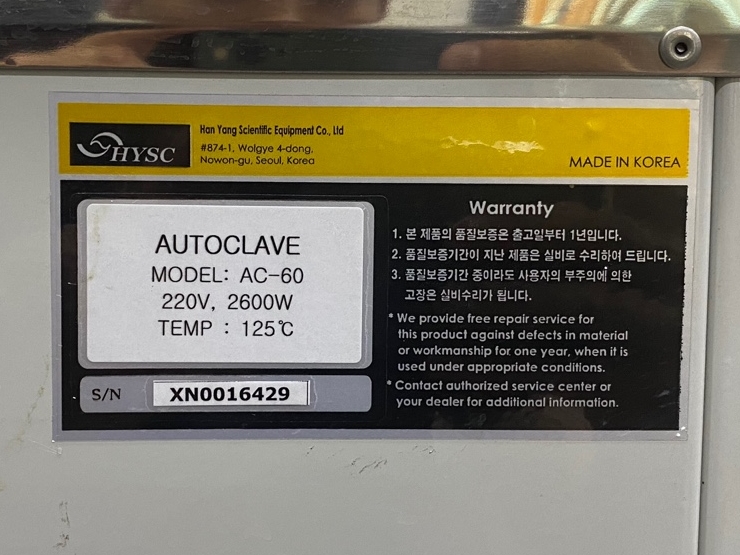 HYSC
Han Yang Scientific Equipment Co., Ltd
#874-1, Wolgye 4-dong,
Nowon-gu, Seoul, Korea
MADE IN KOREA
AUTOCLAVE
MODEL: AC-60
220V, 2600W
TEMP : 125℃
S/N
XN0016429
Warranty
1. 본 제품의 품질보증은 출고일부터 1년입니다.
2. 품질보증기간이 지난 제품은 실비로 수리하여 드립니다.
3. 품질보증기간 중이라도 사용자의 부주의에 의한
고장은 실비수리가 됩니다.
* We provide free repair service for
this product against defects in material
or workmanship for one year, when it is
used under appropriate conditions.
* Contact authorized service center or
your dealer for additional information.